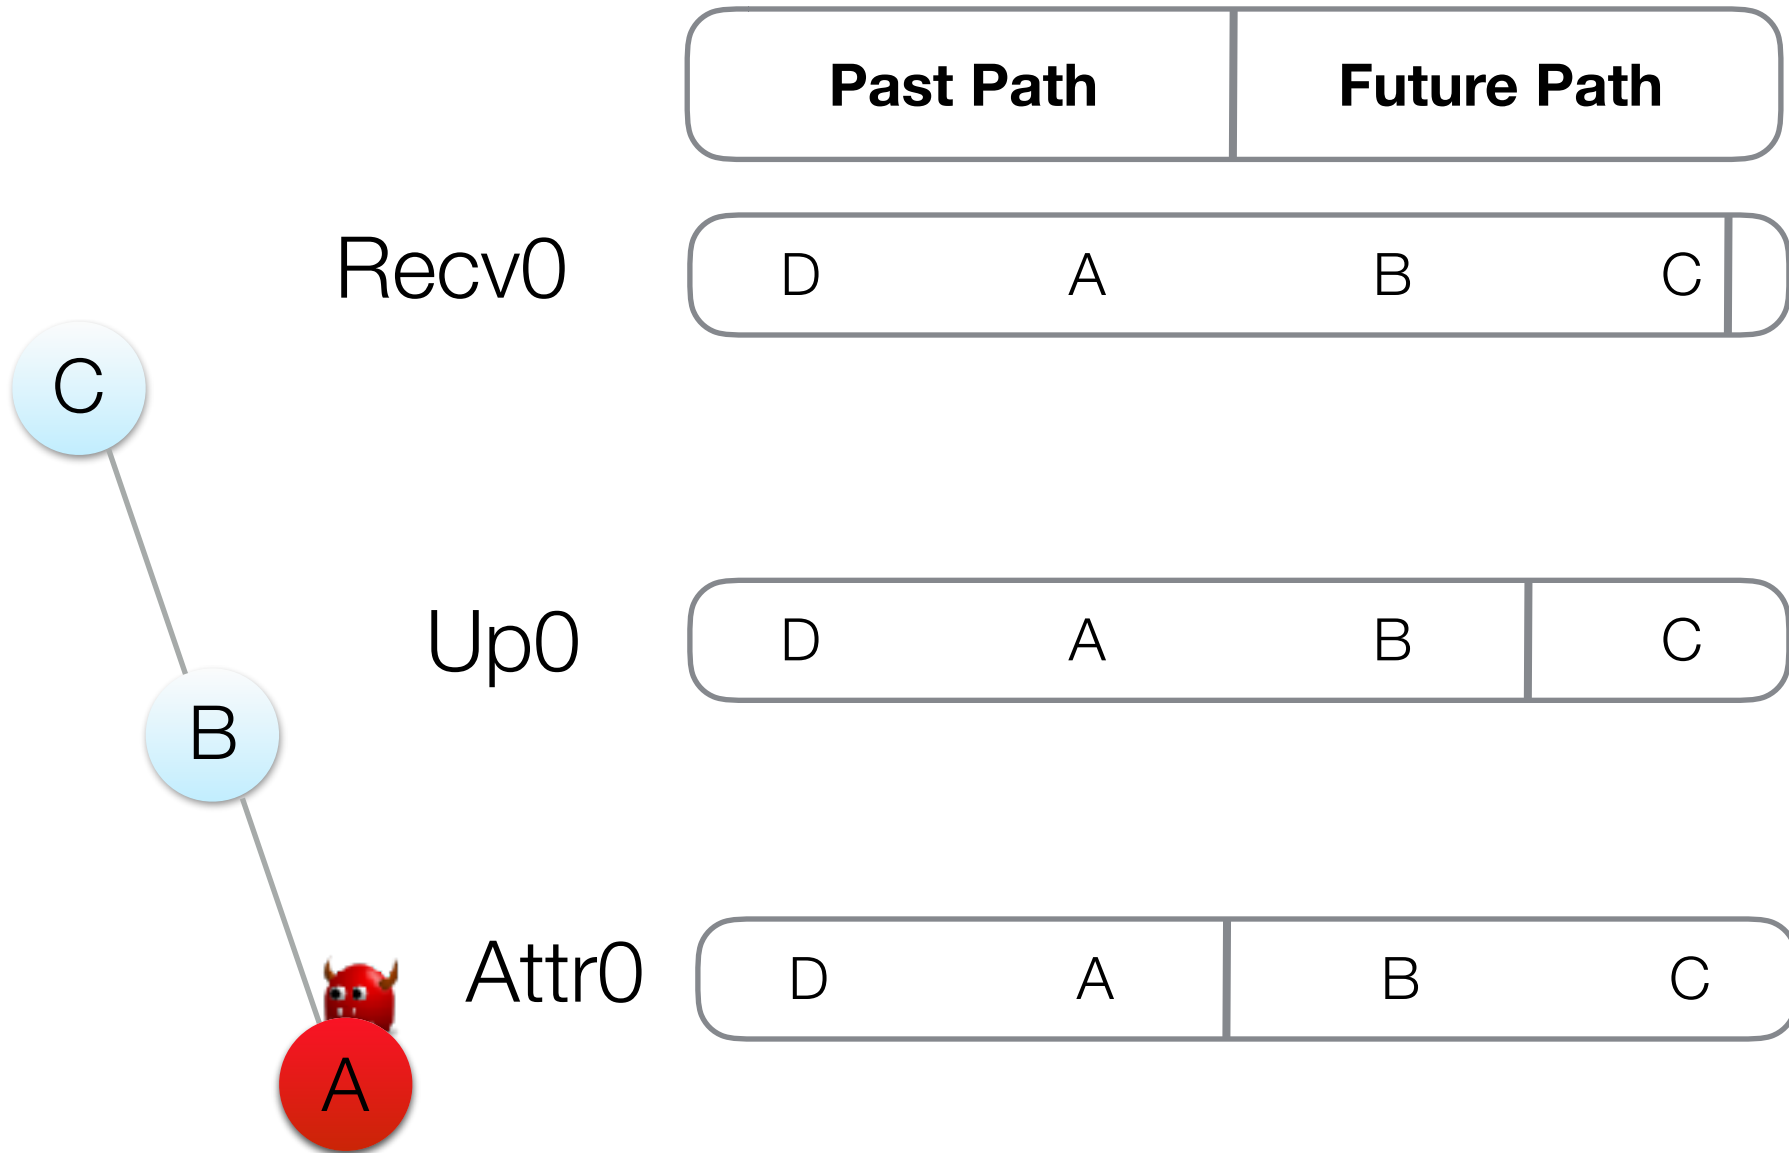 Past Path Future Path
Recv0 D A B C
C
Up0 D A B C
B
Attr0 D A B C
A